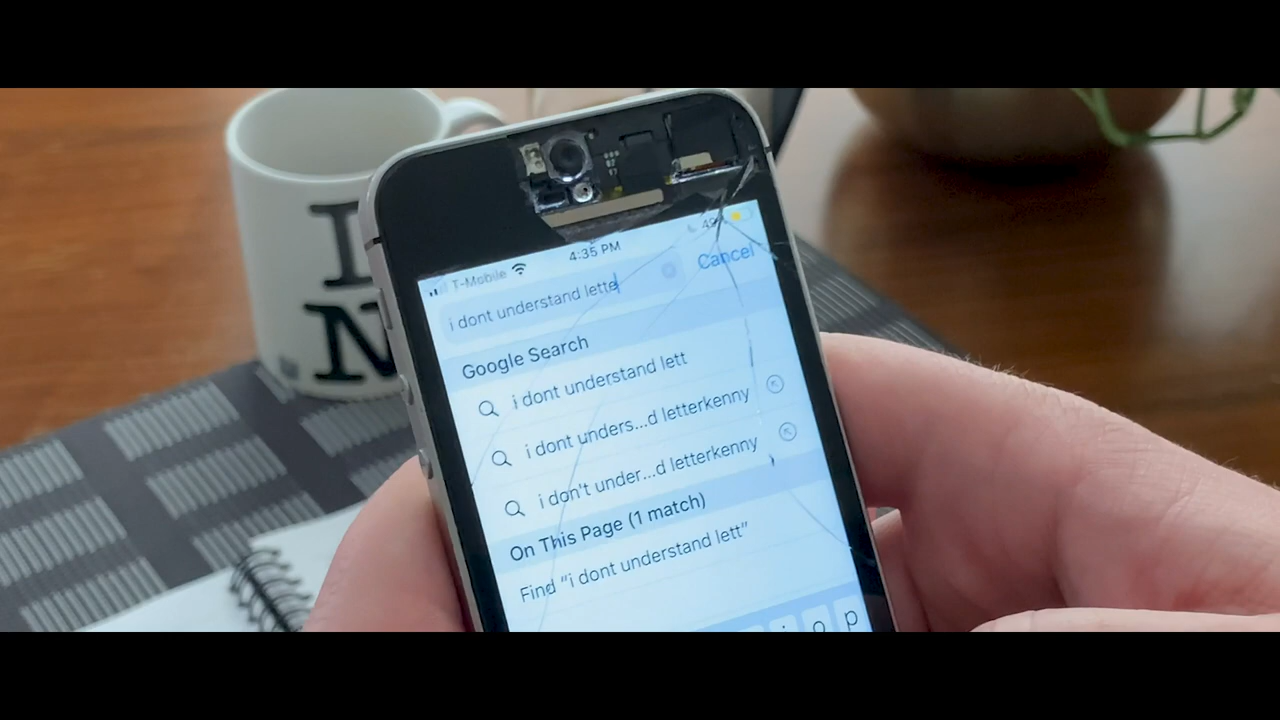 I
N
T-Mobile
4:35 PM
i dont understand lette
Cancel
Google Search
i dont understand lett
i dont unders...d letterkenny
i don't under...d letterkenny
On This Page (1 match)
Find “i dont understand lett”
i o p